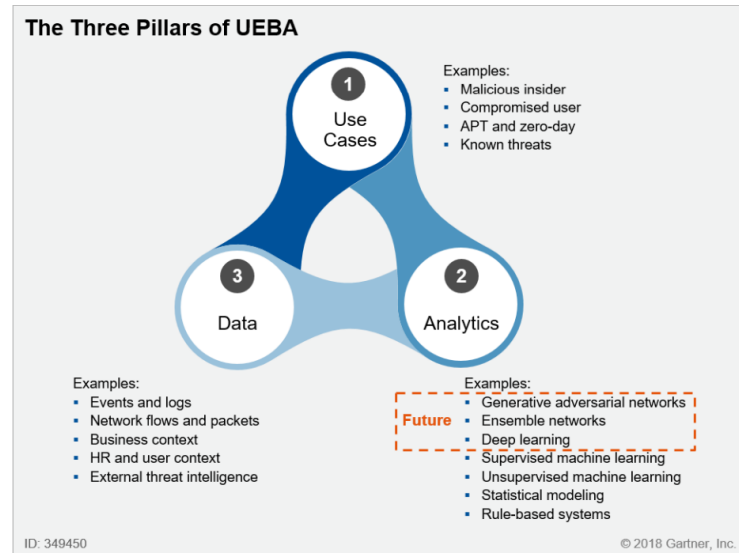 The Three Pillars of UEBA
1
Use
Cases
Examples:
▪ Malicious insider
▪ Compromised user
▪ APT and zero-day
▪ Known threats
3
Data
2
Analytics
Examples:
▪ Events and logs
▪ Network flows and packets
▪ Business context
▪ HR and user context
▪ External threat intelligence
Examples:
Future
▪ Generative adversarial networks
▪ Ensemble networks
▪ Deep learning
▪ Supervised machine learning
▪ Unsupervised machine learning
▪ Statistical modeling
▪ Rule-based systems
ID: 349450
© 2018 Gartner, Inc.